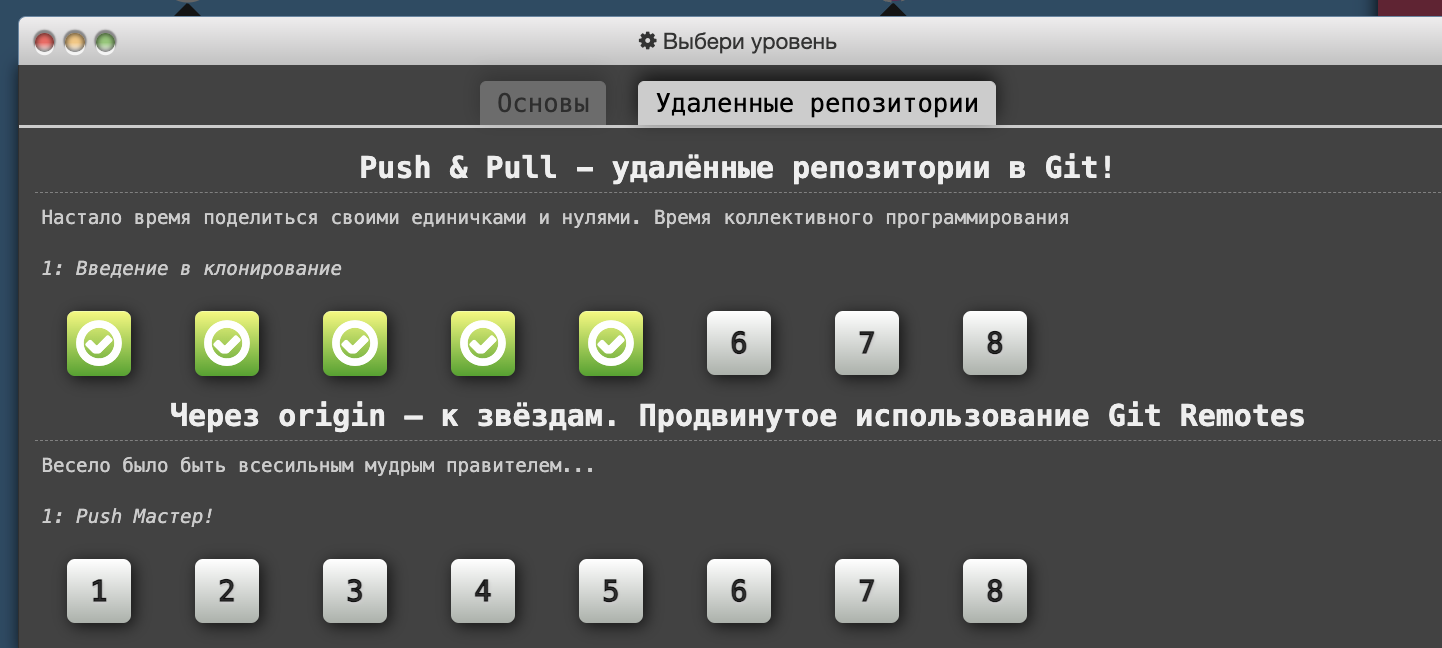 Выбери уровень
Основы Удаленные репозитории
Push & Pull – удалённые репозитории в Git!
Настало время поделиться своими единичками и нулями. Время коллективного программирования
1: Введение в клонирование
6 7 8
Через origin – к звёздам. Продвинутое использование Git Remotes
Весело было быть всесильным мудрым правителем...
1: Push Мастер!
1 2 3 4 5 6 7 8